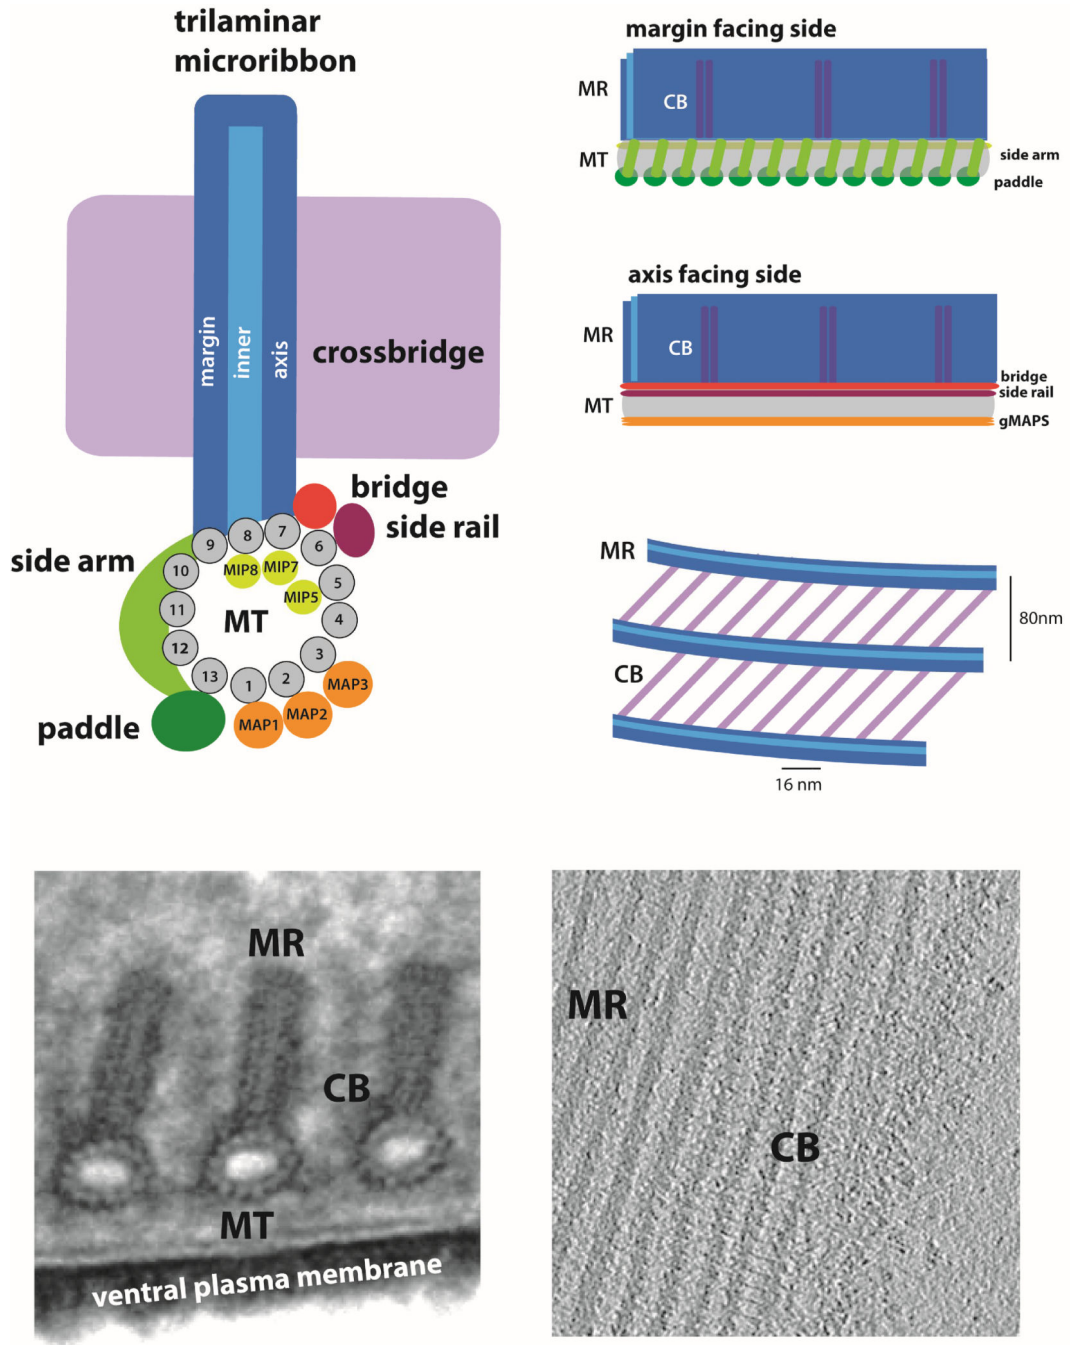 trilaminar
microribbon
margin
inner
axis
crossbridge
bridge
side rail
side arm
9
8
7
6
10
MIP8
MIP7
5
MIP5
11
MT
4
12
3
13
1
2
MAP3
MAP2
MAP1
paddle
margin facing side
MR
CB
MT
side arm
paddle
axis facing side
MR
CB
bridge
side rail
MT
gMAPS
MR
80nm
CB
16 nm
MR
CB
MT
ventral plasma membrane
MR
CB